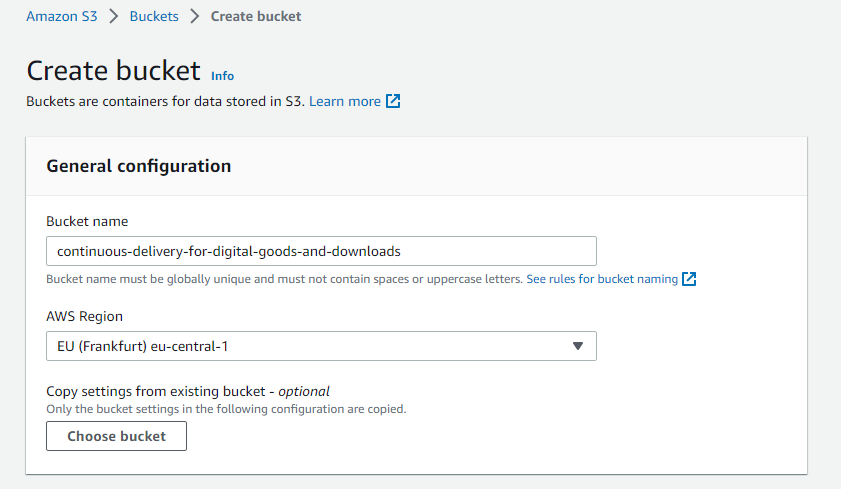 Amazon S3 > Buckets > Create bucket
Create bucket Info
Buckets are containers for data stored in S3. Learn more
General configuration
Bucket name
continuous-delivery-for-digital-goods-and-downloads
Bucket name must be globally unique and must not contain spaces or uppercase letters. See rules for bucket naming
AWS Region
EU (Frankfurt) eu-central-1
Copy settings from existing bucket - optional
Only the bucket settings in the following configuration are copied.
Choose bucket